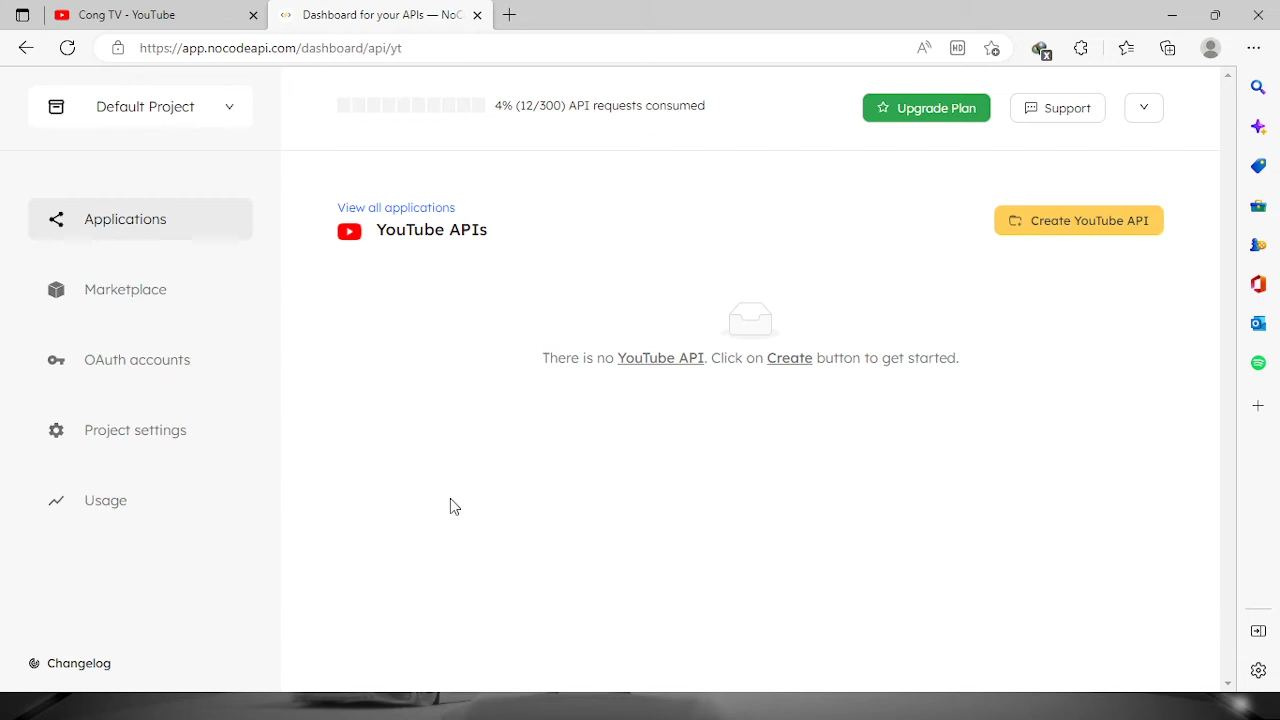 Cong TV - YouTube
Dashboard for your APIs — NoC
https://app.nocodeapi.com/dashboard/api/yt
Default Project
4% (12/300) API requests consumed
Upgrade Plan
Support
Applications
View all applications
YouTube APIs
Create YouTube API
Marketplace
OAuth accounts
There is no YouTube API. Click on Create button to get started.
Project settings
Usage
Changelog